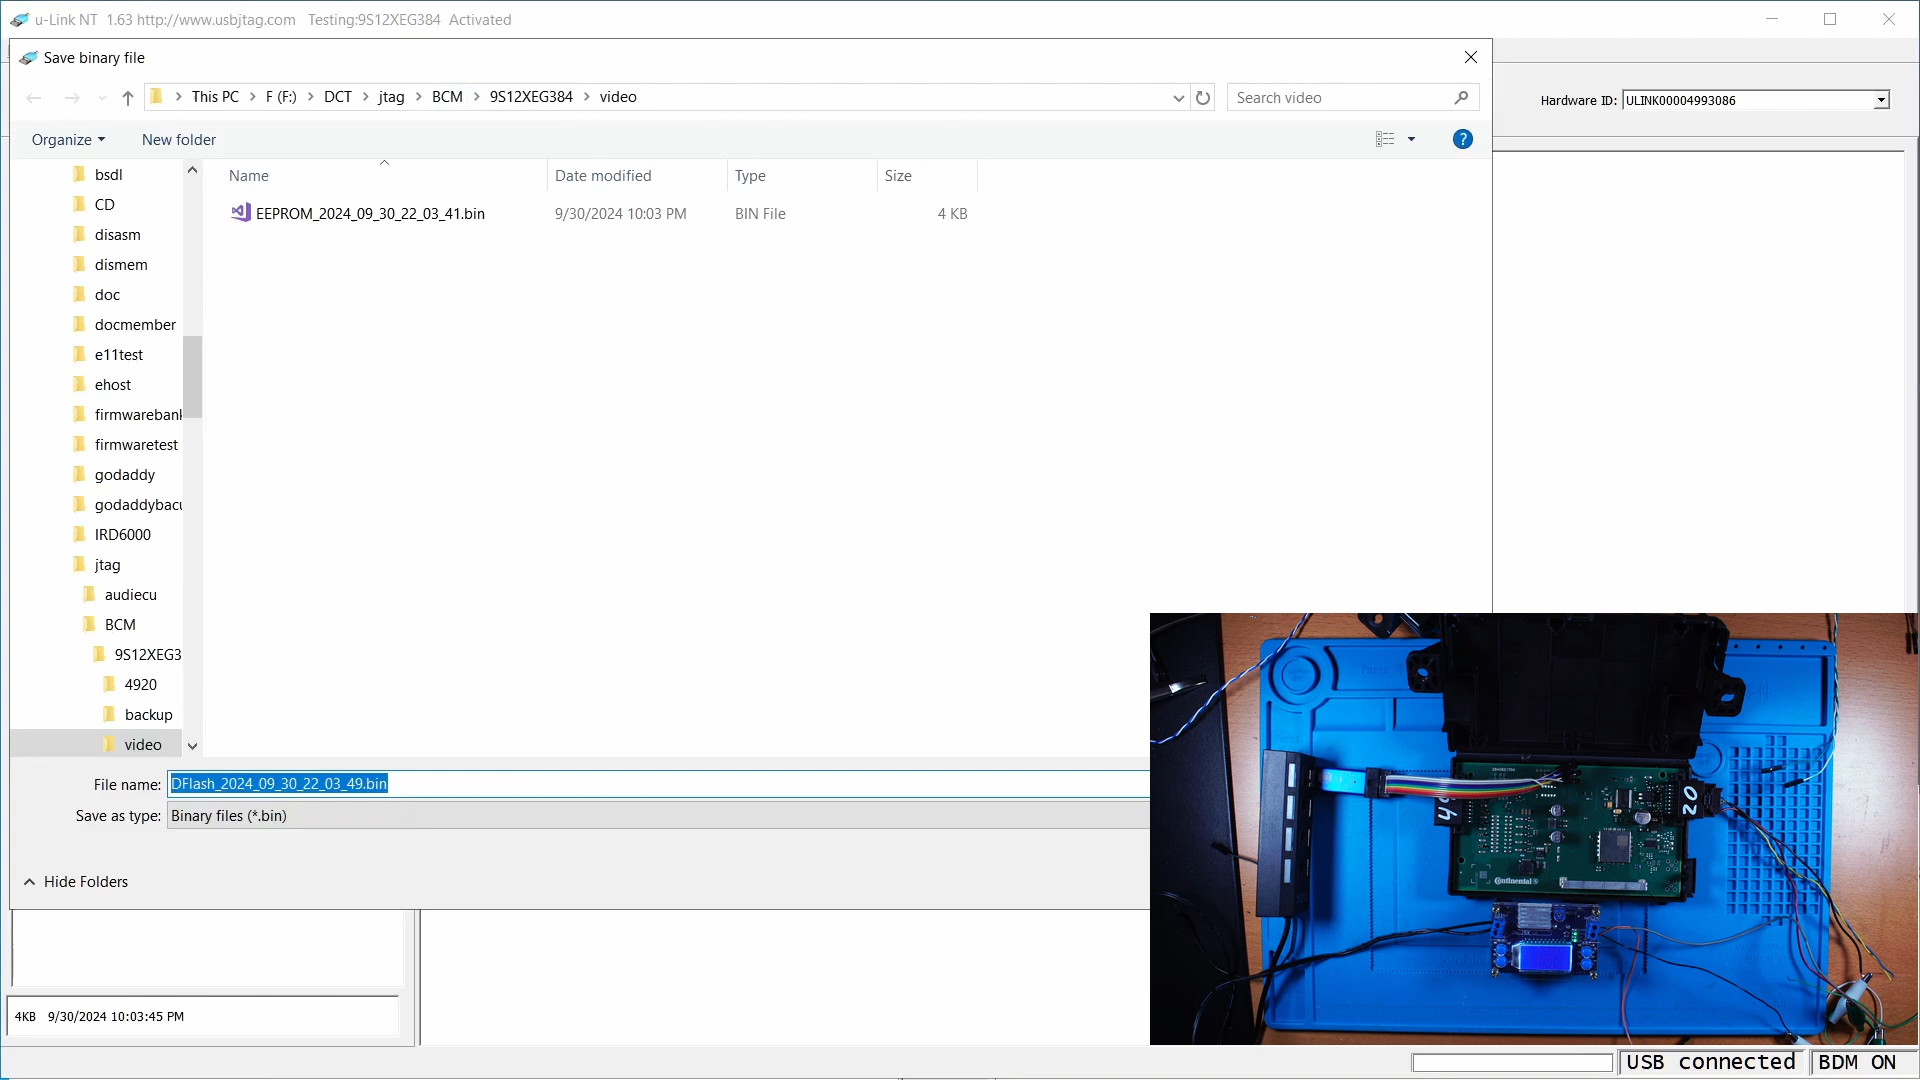 u-Link NT 1.63 http://www.usbjtag.com Testing:9S12XEG384 Activated
Save binary file
This PC > F (F:) > DCT > jtag > BCM > 9S12XEG384 > video
Search video
Hardware ID: ULINK00004993086
Organize New folder
?
Name Date modified Type Size
EEPROM_2024_09_30_22_03_41.bin 9/30/2024 10:03 PM BIN File 4 KB
bsdl
CD
disasm
dismem
doc
docmember
e11test
ehost
firmwarebank
firmwaretest
godaddy
godaddybacu
IRD6000
jtag
audiecu
BCM
9S12XEG3
4920
backup
video
File name: DFlash_2024_09_30_22_03_49.bin
Save as type: Binary files (*.bin)
Hide Folders
20
Continental
4KB 9/30/2024 10:03:45 PM
USB connected BDM ON